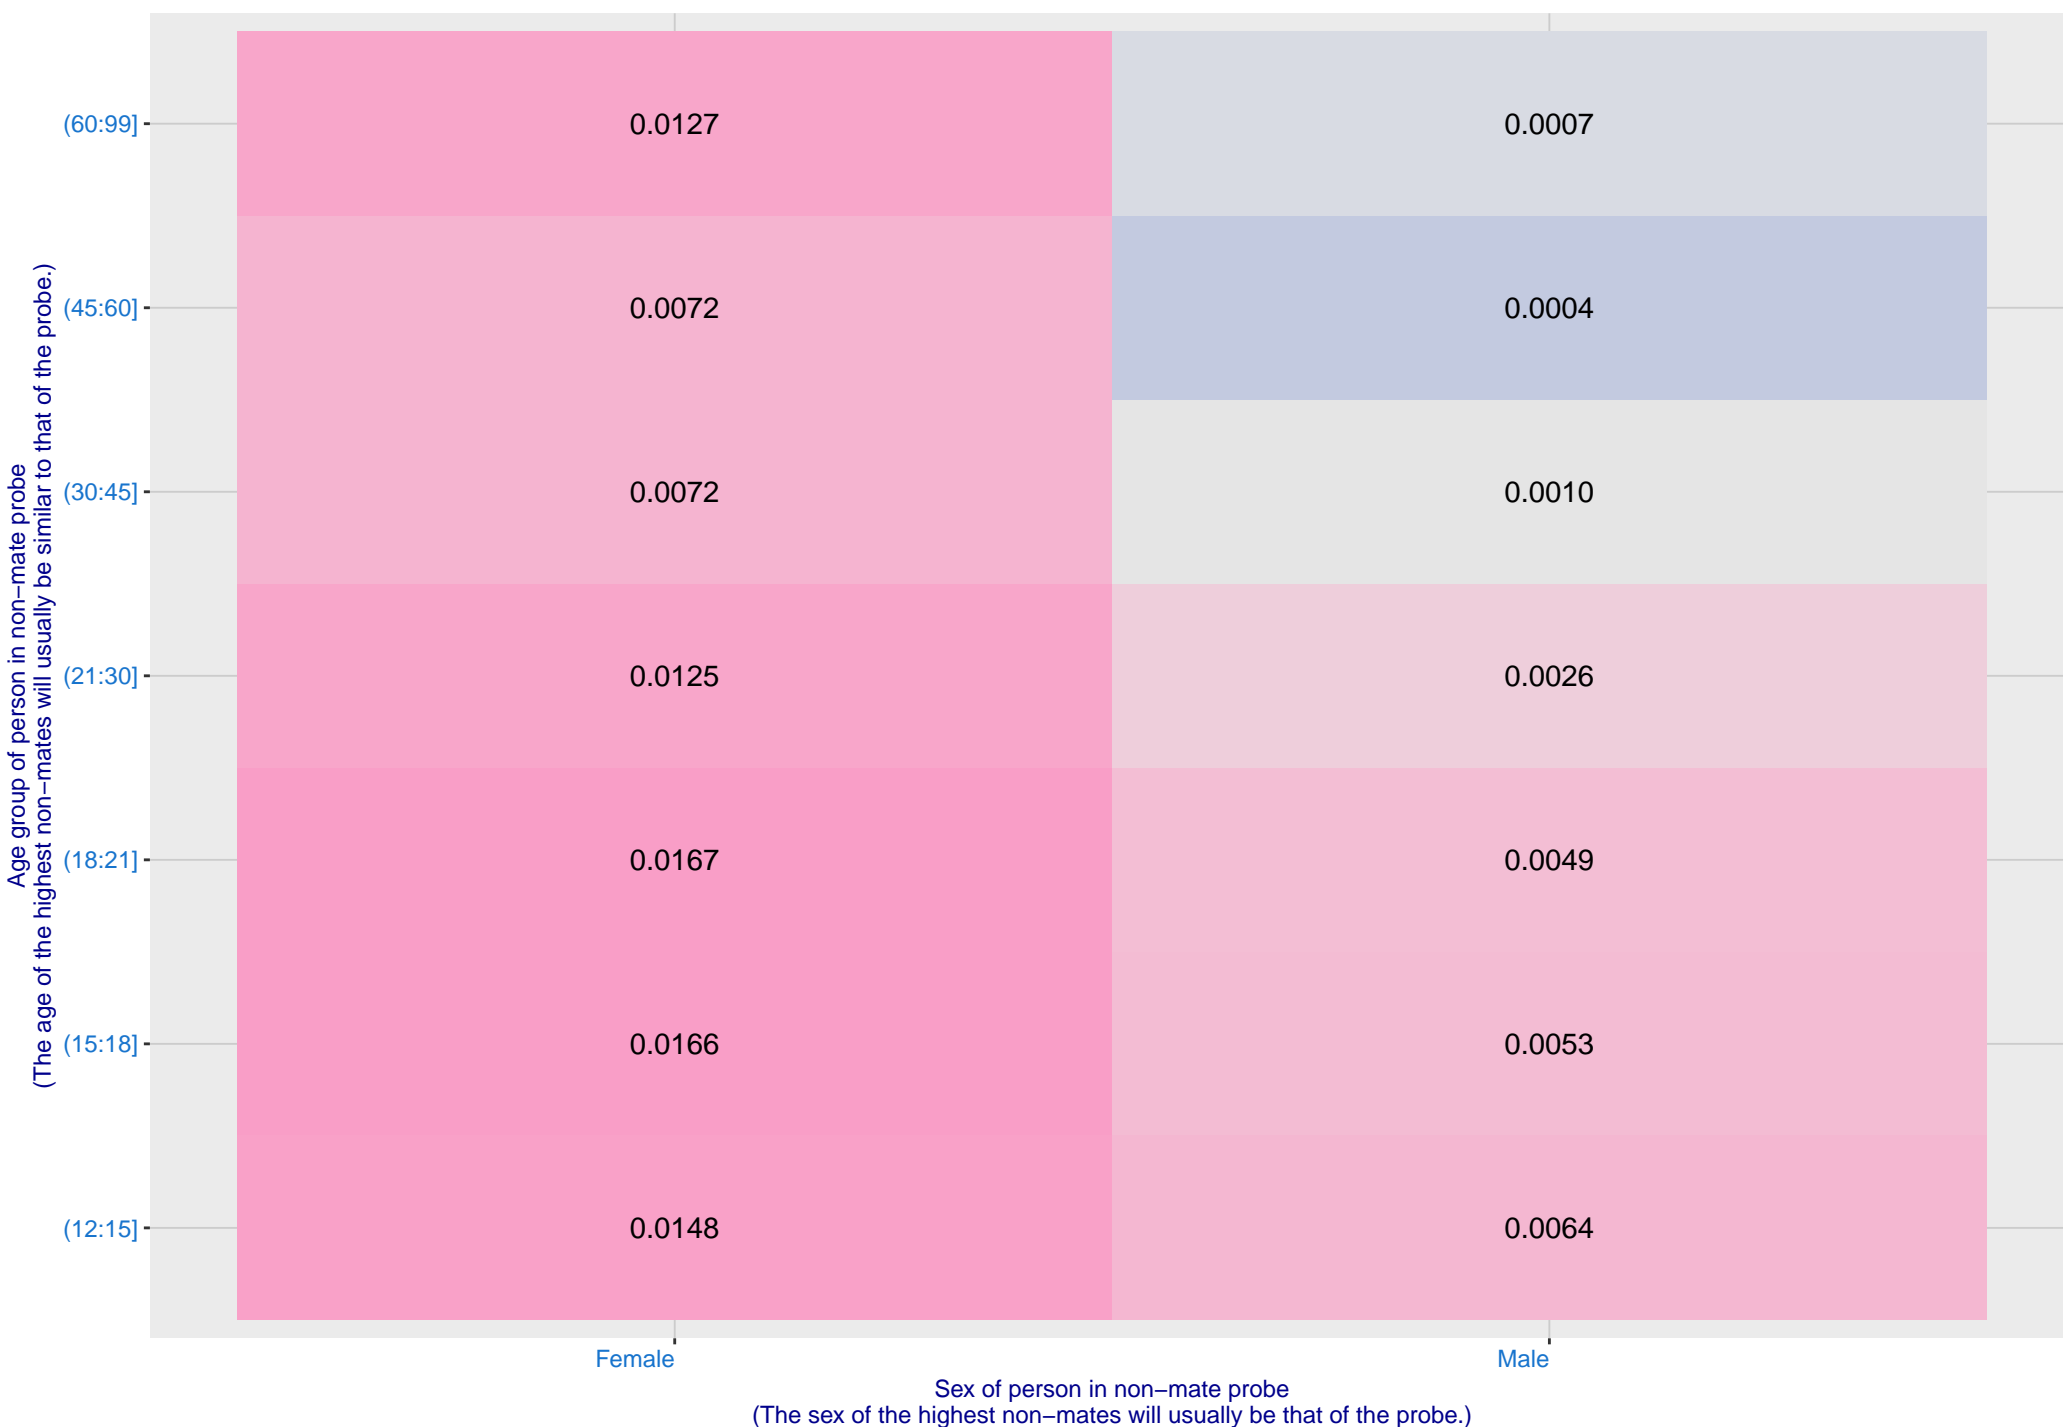 Age group of person in non−mate probe
(The age of the highest non−mates will usually be similar to that of the probe.)
(60:99] 0.0127 0.0007
(45:60] 0.0072 0.0004
(30:45] 0.0072 0.0010
(21:30] 0.0125 0.0026
(18:21] 0.0167 0.0049
(15:18] 0.0166 0.0053
(12:15] 0.0148 0.0064
Female Male
Sex of person in non−mate probe
(The sex of the highest non−mates will usually be that of the probe.)